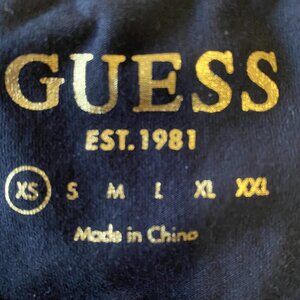 GUESS
EST.1981
XS S M L XL XXL
Made in China